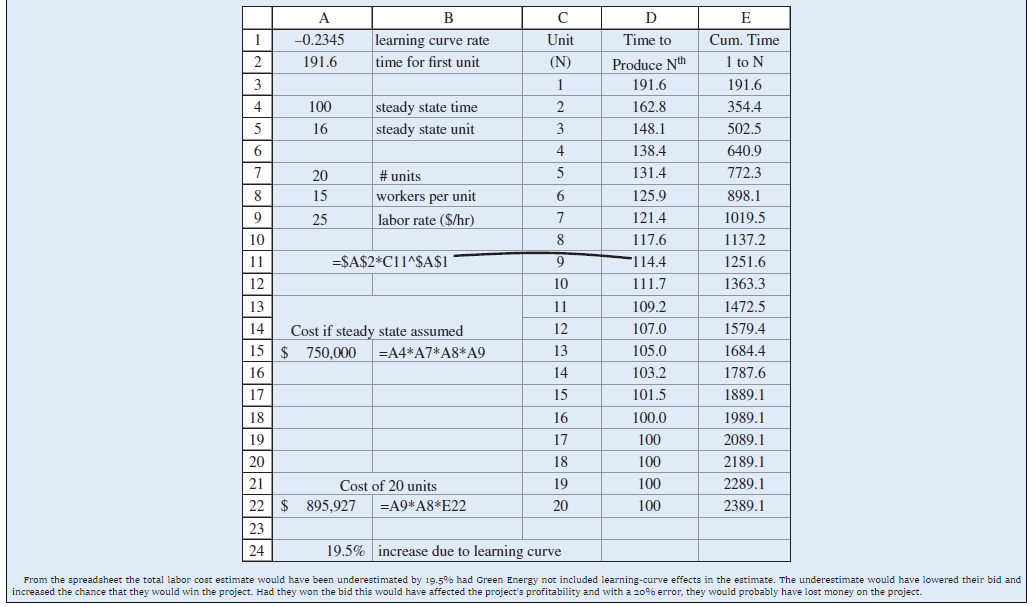 A B C D E
1 –0.2345 learning curve rate Unit Time to Cum. Time
2 191.6 time for first unit (N) Produce Nth 1 to N
3 1 191.6 191.6
4 100 steady state time 2 162.8 354.4
5 16 steady state unit 3 148.1 502.5
6 4 138.4 640.9
7 20 # units 5 131.4 772.3
8 15 workers per unit 6 125.9 898.1
9 25 labor rate ($/hr) 7 121.4 1019.5
10 8 117.6 1137.2
11 =$A$2*C11^$A$1 9 114.4 1251.6
12 10 111.7 1363.3
13 11 109.2 1472.5
14 Cost if steady state assumed 12 107.0 1579.4
15 $ 750,000 =A4*A7*A8*A9 13 105.0 1684.4
16 14 103.2 1787.6
17 15 101.5 1889.1
18 16 100.0 1989.1
19 17 100 2089.1
20 18 100 2189.1
21 Cost of 20 units 19 100 2289.1
22 $ 895,927 =A9*A8*E22 20 100 2389.1
23
24 19.5% increase due to learning curve
From the spreadsheet the total labor cost estimate would have been underestimated by 19.5% had Green Energy not included learning-curve effects in the estimate. The underestimate would have lowered their bid and
increased the chance that they would win the project. Had they won the bid this would have affected the project's profitability and with a 20% error, they would probably have lost money on the project.